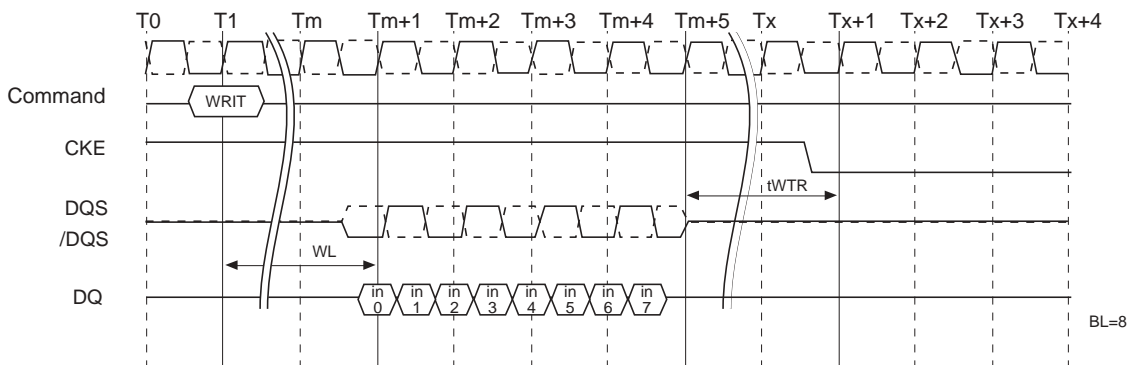 T0 T1 Tm Tm+1 Tm+2 Tm+3 Tm+4 Tm+5 Tx Tx+1 Tx+2 Tx+3 Tx+4
Command WRIT
CKE
tWTR
DQS
/DQS
WL
DQ in 0 in 1 in 2 in 3 in 4 in 5 in 6 in 7
BL=8